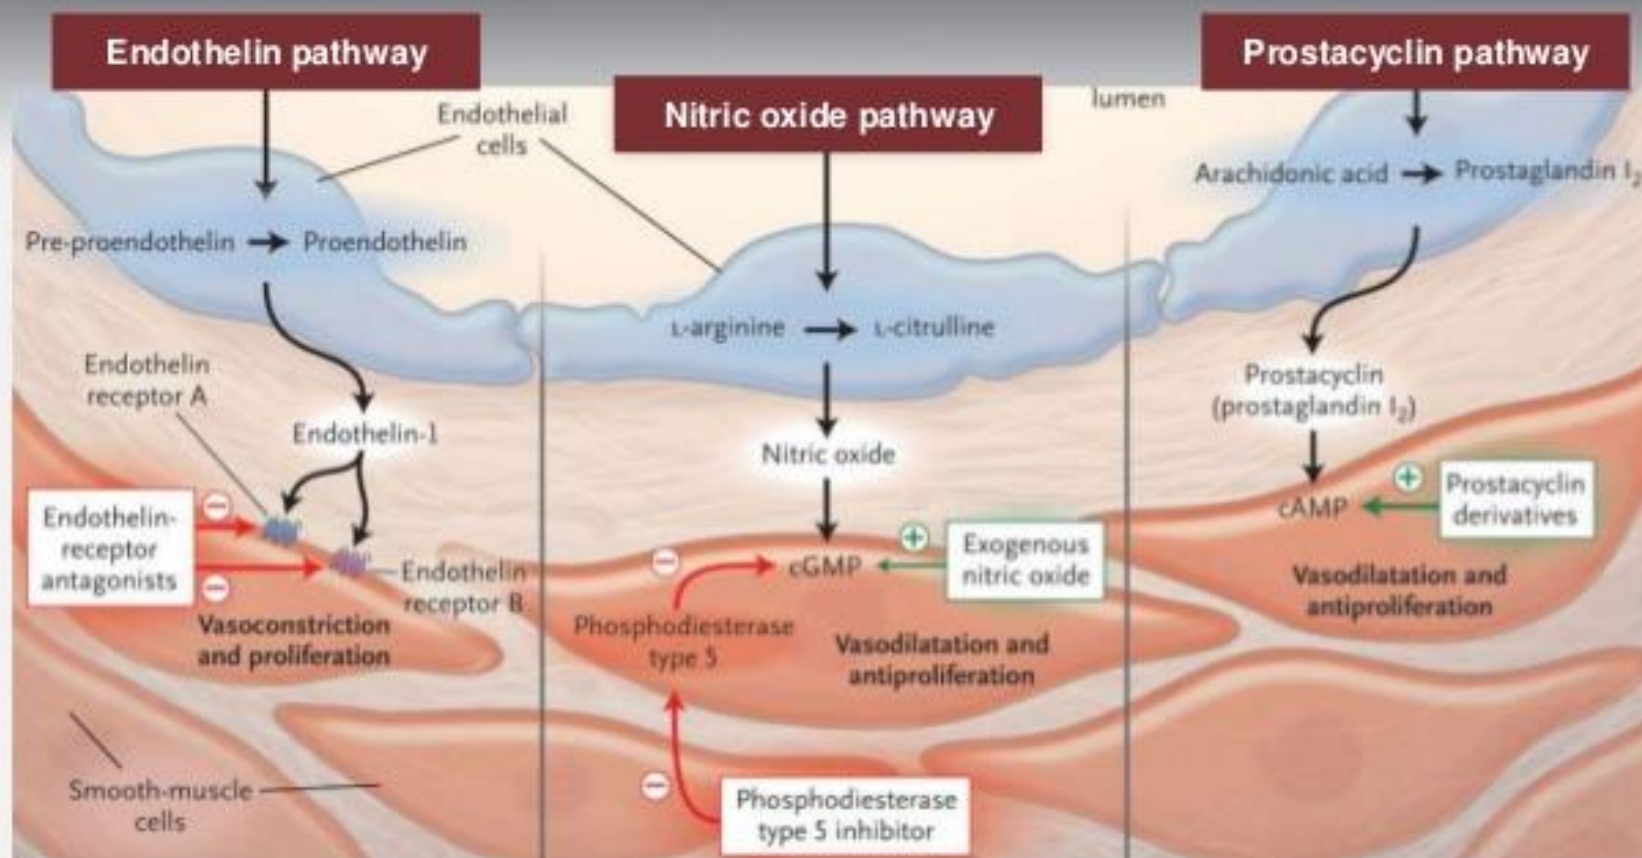 Endothelin pathway
Nitric oxide pathway
Prostacyclin pathway
Endothelial
cells
lumen
Pre-proendothelin → Proendothelin
Endothelin
receptor A
Endothelin-1
Endothelin-
receptor
antagonists
Endothelin
receptor B
Vasoconstriction
and proliferation
Smooth-muscle
cells
L-arginine → L-citrulline
Nitric oxide
cGMP
Exogenous
nitric oxide
Phosphodiesterase
type 5
Vasodilatation and
antiproliferation
Phosphodiesterase
type 5 inhibitor
Arachidonic acid → Prostaglandin I₂
Prostacyclin
(prostaglandin I₂)
cAMP
Prostacyclin
derivatives
Vasodilatation and
antiproliferation